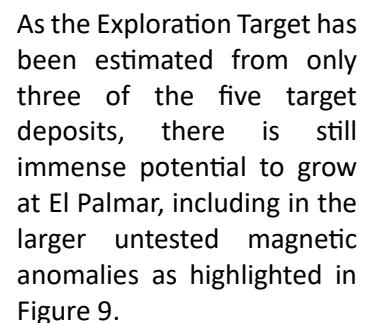 As the Exploration Target has
been estimated from only
three of the five target
deposits, there is still
immense potential to grow
at El Palmar, including in the
larger untested magnetic
anomalies as highlighted in
Figure 9.